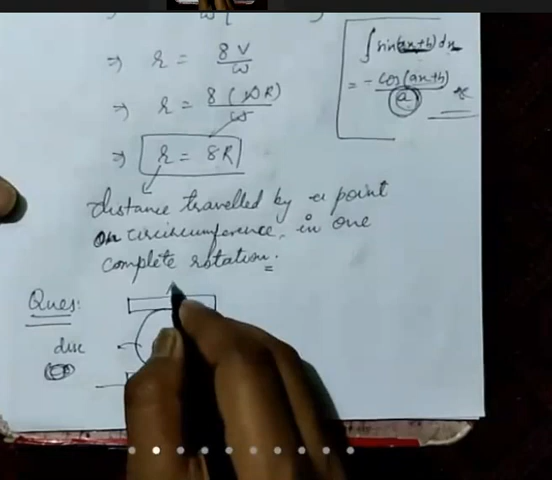 ⇒ r = 8V/ω
⇒ r = 8(ωR)/ω
⇒ r = 8R
distance travelled by a point
on circumference, in one
complete rotation.
Ques:
disc
∫ sin(ax+b) dx
= - cos(ax+b)/a